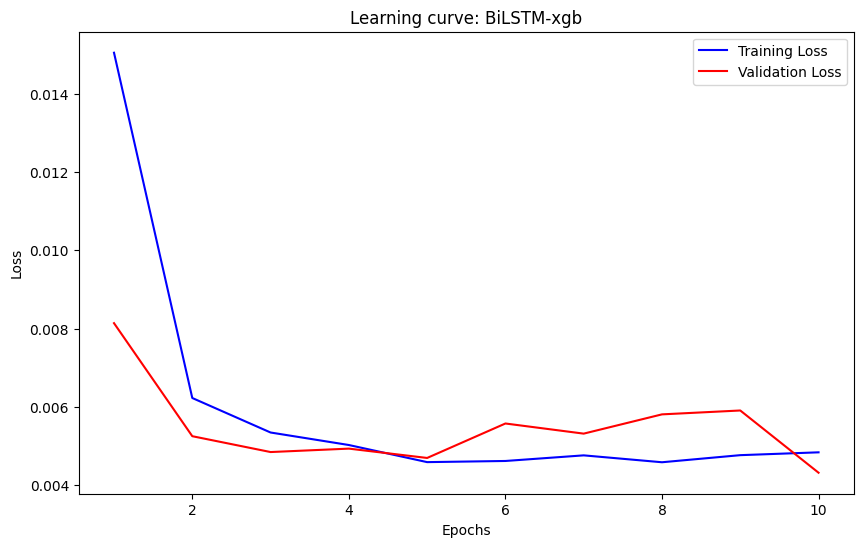 Learning curve: BiLSTM-xgb
Training Loss
Validation Loss
0.014
0.012
0.010
0.008
0.006
0.004
Loss
2
4
6
8
10
Epochs